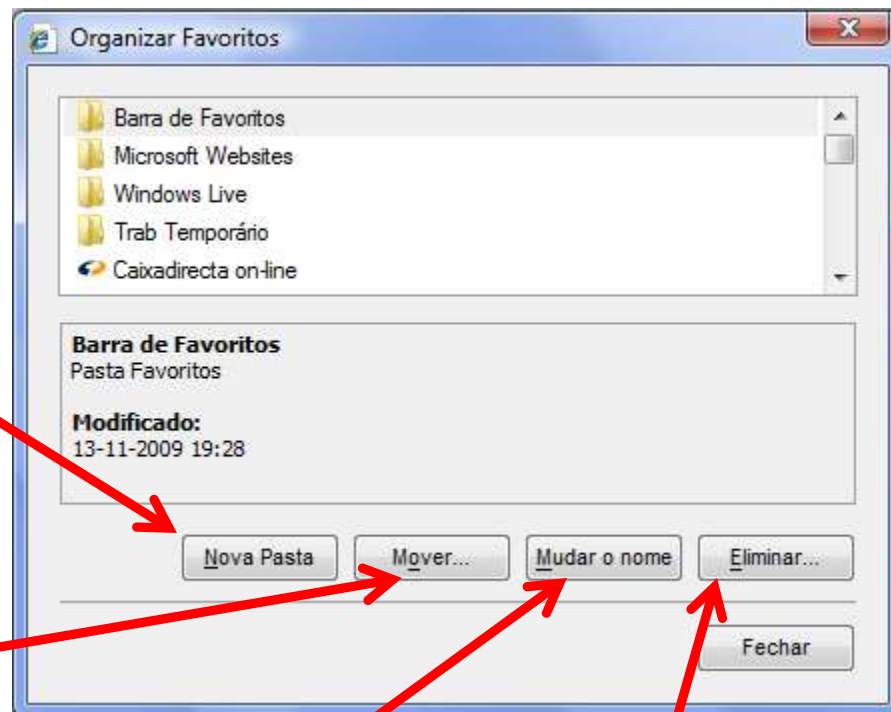 Organizar Favoritos
Barra de Favoritos
Microsoft Websites
Windows Live
Trab Temporário
Caixadirecta on-line
Barra de Favoritos
Pasta Favoritos
Modificado:
13-11-2009 19:28
Nova Pasta
Mover...
Mudar o nome
Eliminar...
Fechar